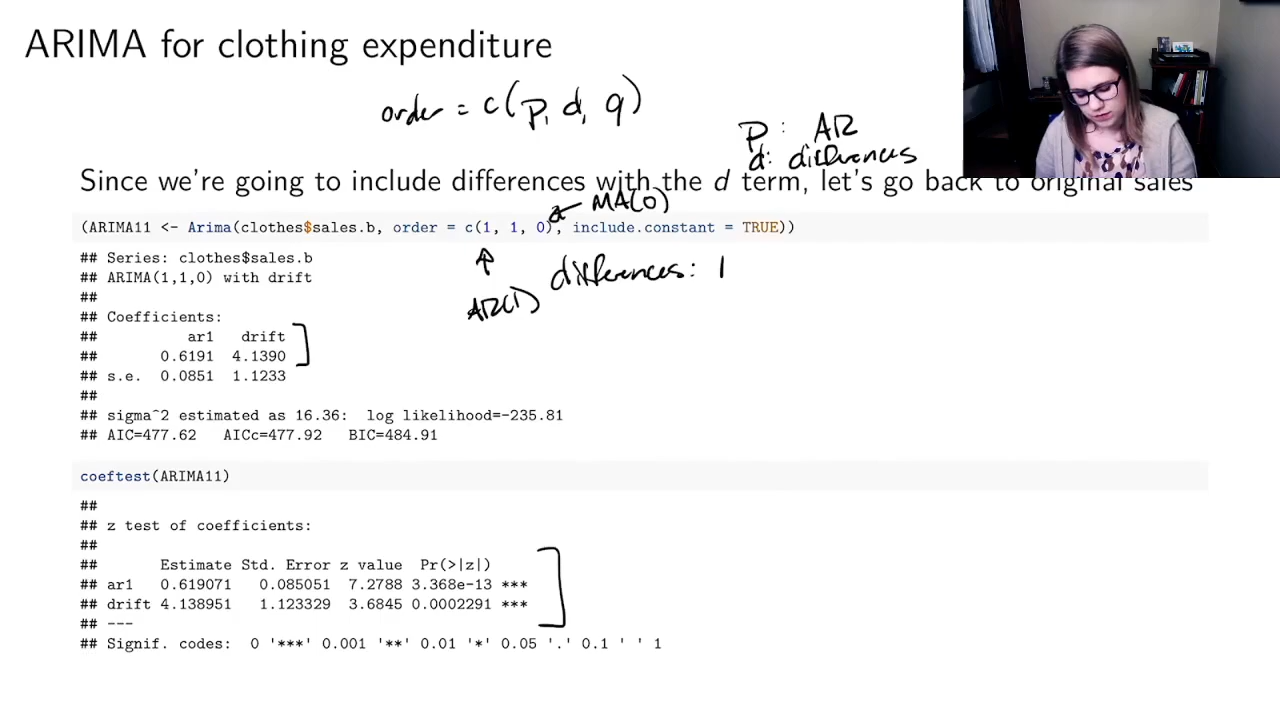 ARIMA for clothing expenditure
order = c(p, d, q)
p : AR
d: differences
Since we're going to include differences with the d term, let's go back to original sales
MA(0)
(ARIMA11 <- Arima(clothes$sales.b, order = c(1, 1, 0), include.constant = TRUE))
## Series: clothes$sales.b
differences: 1
## ARIMA(1,1,0) with drift
AR(1)
##
## Coefficients:
## ar1 drift
## 0.6191 4.1390
## s.e. 0.0851 1.1233
##
## sigma^2 estimated as 16.36: log likelihood=-235.81
## AIC=477.62 AICc=477.92 BIC=484.91
coeftest(ARIMA11)
##
## z test of coefficients:
##
## Estimate Std. Error z value Pr(>|z|)
## ar1 0.619071 0.085051 7.2788 3.368e-13 ***
## drift 4.138951 1.123329 3.6845 0.0002291 ***
## ---
## Signif. codes: 0 '***' 0.001 '**' 0.01 '*' 0.05 '.' 0.1 ' ' 1